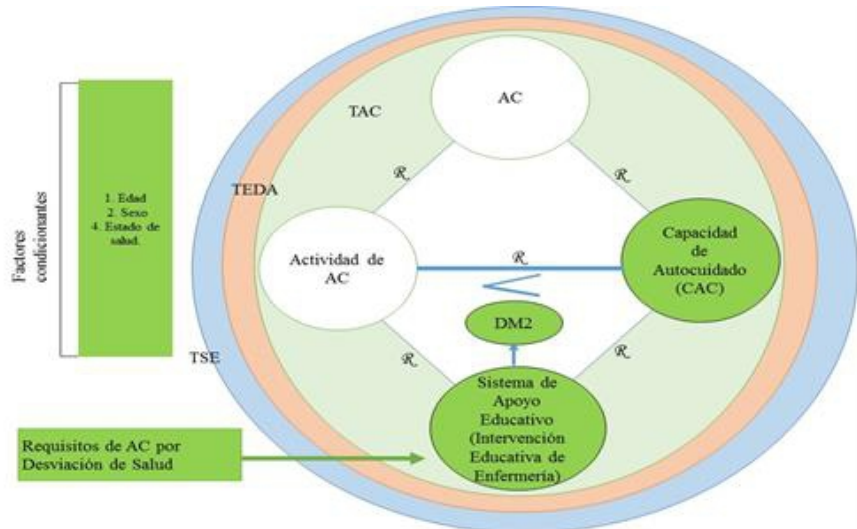 AC
TAC
ℛ
ℛ
TEDA
1. Edad
2. Sexo
4. Estado de
salud.
Factores
condicionantes
Actividad de
AC
ℛ
Capacidad
de
Autocuidado
(CAC)
DM2
TSE
ℛ
ℛ
Sistema de
Apoyo
Educativo
(Intervención
Educativa de
Enfermería)
Requisitos de AC por
Desviación de Salud